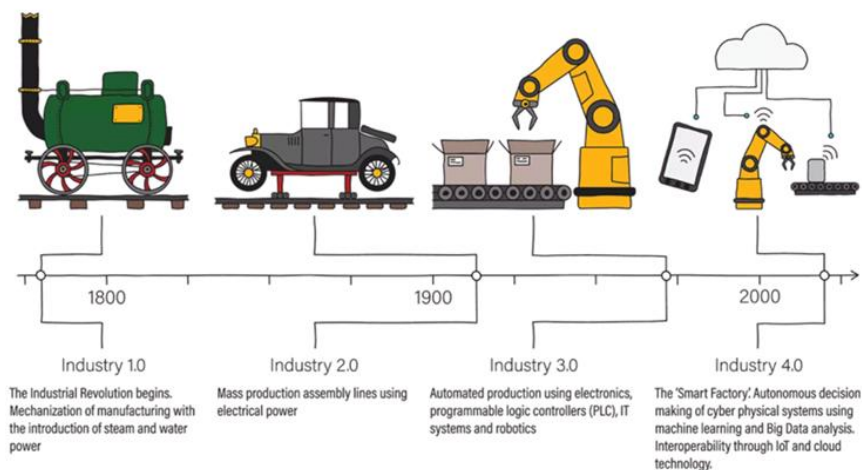 1800
1900
2000
Industry 1.0
The Industrial Revolution begins.
Mechanization of manufacturing with
the introduction of steam and water
power
Industry 2.0
Mass production assembly lines using
electrical power
Industry 3.0
Automated production using electronics,
programmable logic controllers (PLC), IT
systems and robotics
Industry 4.0
The 'Smart Factory'. Autonomous decision
making of cyber physical systems using
machine learning and Big Data analysis.
Interoperability through IoT and cloud
technology.